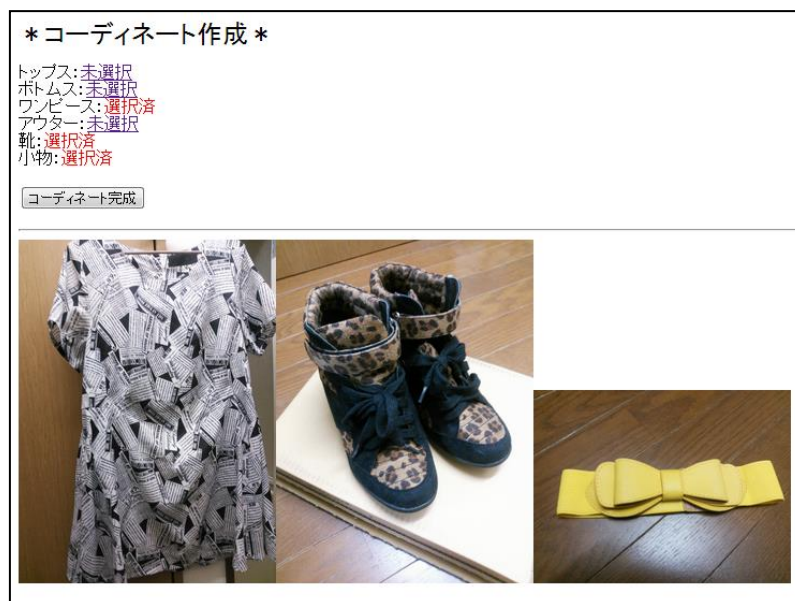 ＊コーディネート作成＊
トップス:未選択
ボトムス:未選択
ワンピース:選択済
アウター:未選択
靴:選択済
小物:選択済
コーディネート完成